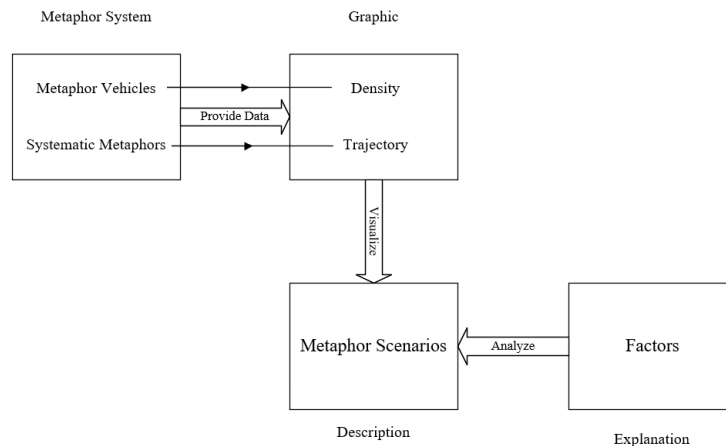 Metaphor System
Graphic
Metaphor Vehicles
Density
Provide Data
Systematic Metaphors
Trajectory
Visualize
Metaphor Scenarios
Analyze
Factors
Description
Explanation